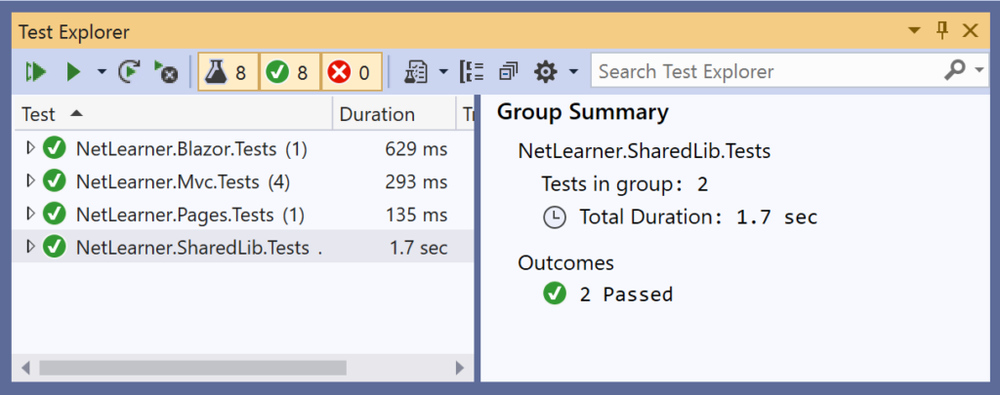 Test Explorer
8 8 0 Search Test Explorer
Test Duration
NetLearner.Blazor.Tests (1) 629 ms
NetLearner.Mvc.Tests (4) 293 ms
NetLearner.Pages.Tests (1) 135 ms
NetLearner.SharedLib.Tests . 1.7 sec
Group Summary
NetLearner.SharedLib.Tests
Tests in group: 2
Total Duration: 1.7 sec
Outcomes
2 Passed